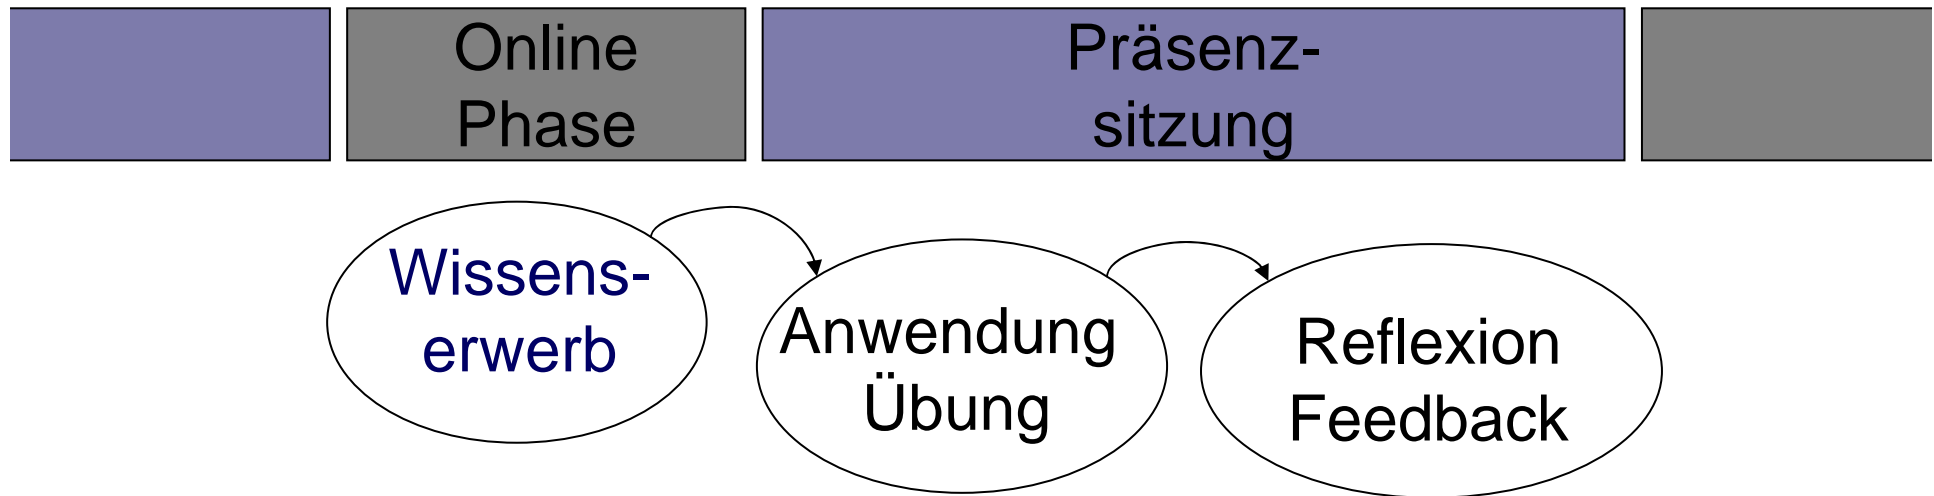 Online
Phase
Präsenz-
sitzung
Wissens-
erwerb
Anwendung
Übung
Reflexion
Feedback